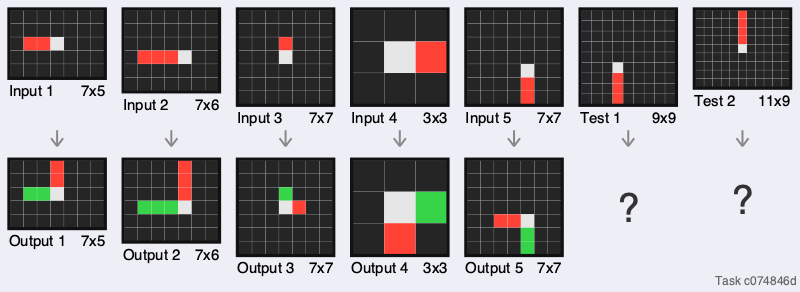 Input 1 7x5
Input 2 7x6
Input 3 7x7
Input 4 3x3
Input 5 7x7
Test 1 9x9
Test 2 11x9
Output 1 7x5
Output 2 7x6
Output 3 7x7
Output 4 3x3
Output 5 7x7
?
?
Task c074846d